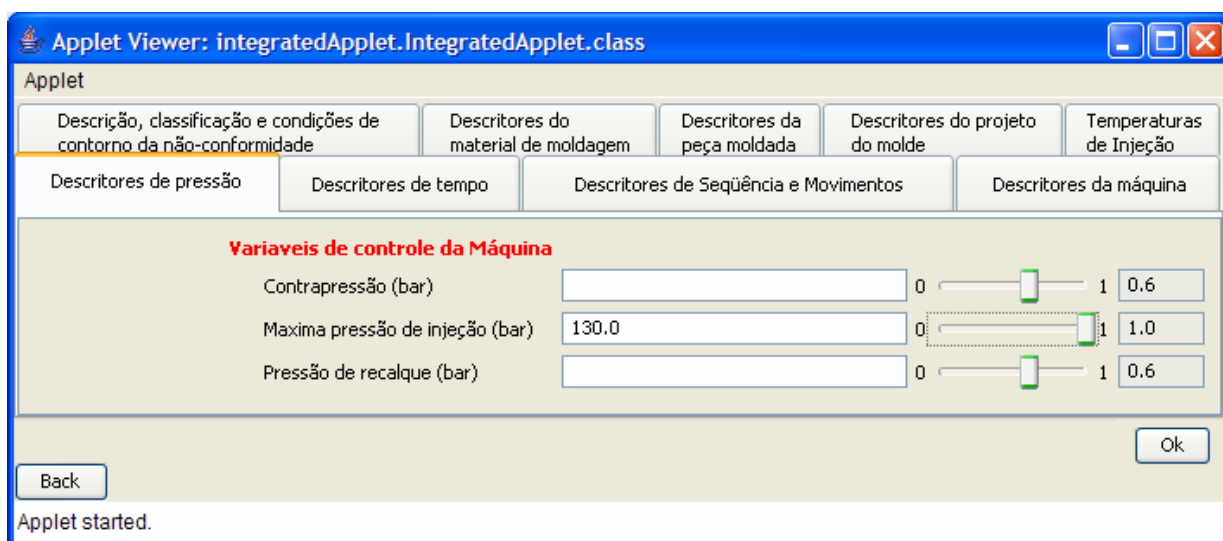 Applet Viewer: integratedApplet.IntegratedApplet.class
Applet
Descrição, classificação e condições de
contorno da não-conformidade
Descritores do
material de moldagem
Descritores da
peça moldada
Descritores do projeto
do molde
Temperaturas
de Injeção
Descritores de pressão
Descritores de tempo
Descritores de Seqüência e Movimentos
Descritores da máquina
Variaveis de controle da Máquina
Contrapressão (bar) 0 1 0.6
Maxima pressão de injeção (bar) 130.0 0 1 1.0
Pressão de recalque (bar) 0 1 0.6
Ok
Back
Applet started.